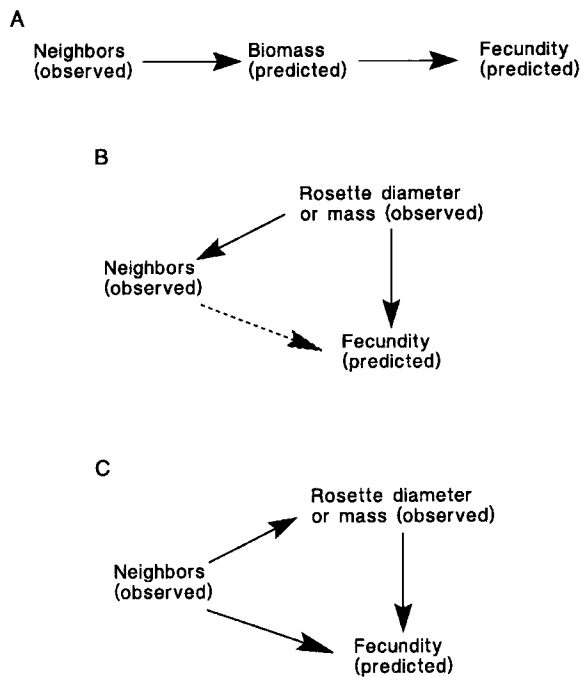 A
Neighbors
(observed)
Biomass
(predicted)
Fecundity
(predicted)
B
Rosette diameter
or mass (observed)
Neighbors
(observed)
Fecundity
(predicted)
C
Rosette diameter
or mass (observed)
Neighbors
(observed)
Fecundity
(predicted)